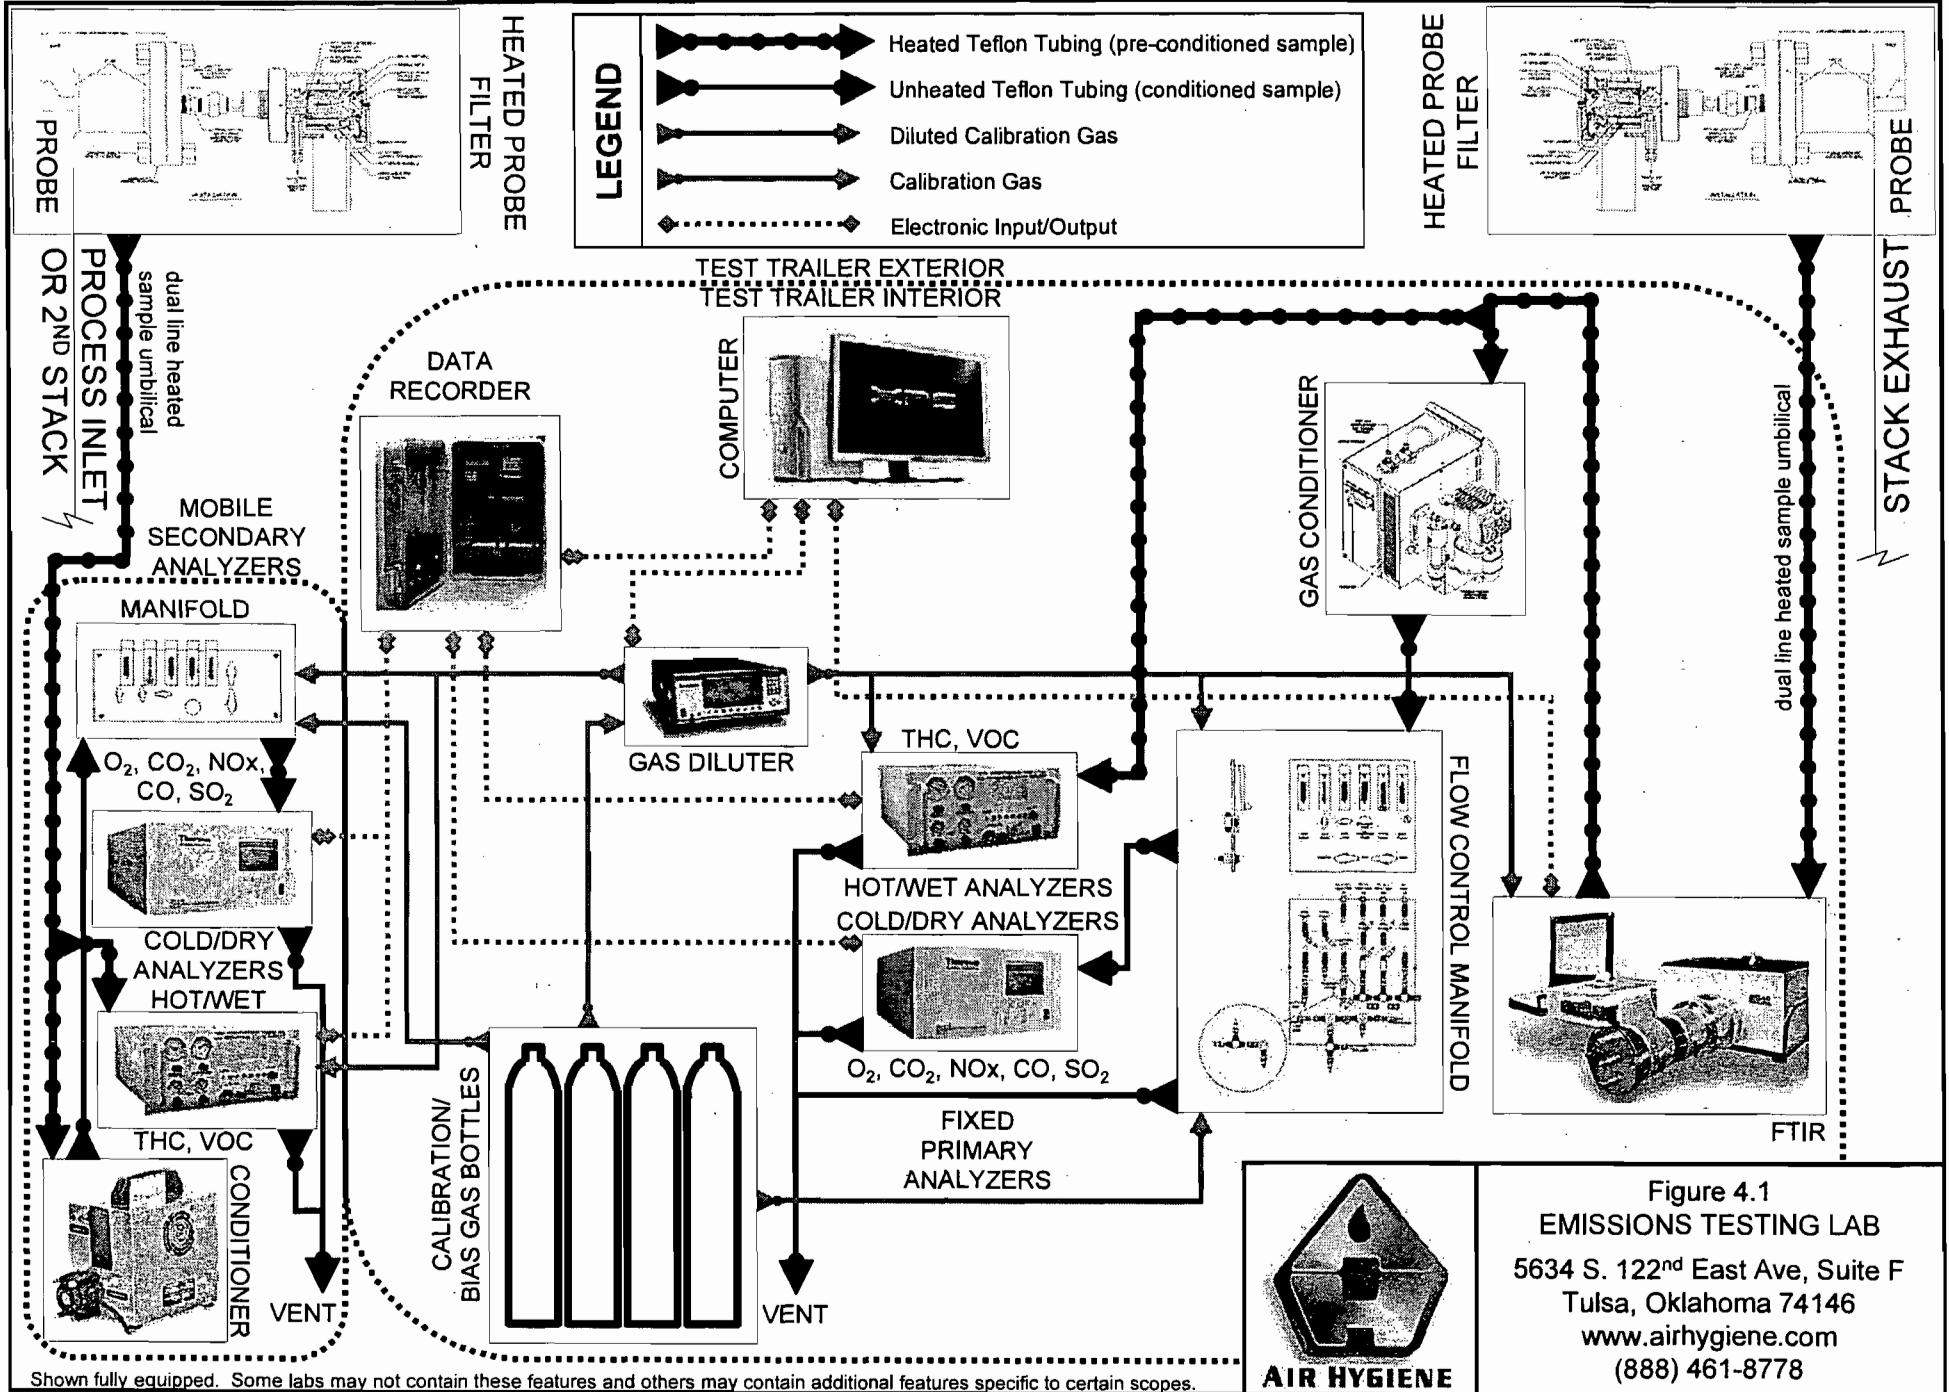 HEATED PROBE
FILTER
PROBE
PROCESS INLET
OR 2ND STACK
dual line heated
sample umbilical
LEGEND
Heated Teflon Tubing (pre-conditioned sample)
Unheated Teflon Tubing (conditioned sample)
Diluted Calibration Gas
Calibration Gas
Electronic Input/Output
HEATED PROBE
FILTER
PROBE
STACK EXHAUST
dual line heated sample umbilical
TEST TRAILER EXTERIOR
TEST TRAILER INTERIOR
DATA
RECORDER
COMPUTER
GAS CONDITIONER
MOBILE
SECONDARY
ANALYZERS
MANIFOLD
O2, CO2, NOx,
CO, SO2
COLD/DRY
ANALYZERS
HOT/WET
THC, VOC
CONDITIONER
VENT
GAS DILUTER
THC, VOC
HOT/WET ANALYZERS
COLD/DRY ANALYZERS
O2, CO2, NOx, CO, SO2
FIXED
PRIMARY
ANALYZERS
FLOW CONTROL MANIFOLD
FTIR
CALIBRATION/
BIAS GAS BOTTLES
VENT
AIR HYGIENE
Figure 4.1
EMISSIONS TESTING LAB
5634 S. 122nd East Ave, Suite F
Tulsa, Oklahoma 74146
www.airhygiene.com
(888) 461-8778
Shown fully equipped. Some labs may not contain these features and others may contain additional features specific to certain scopes.